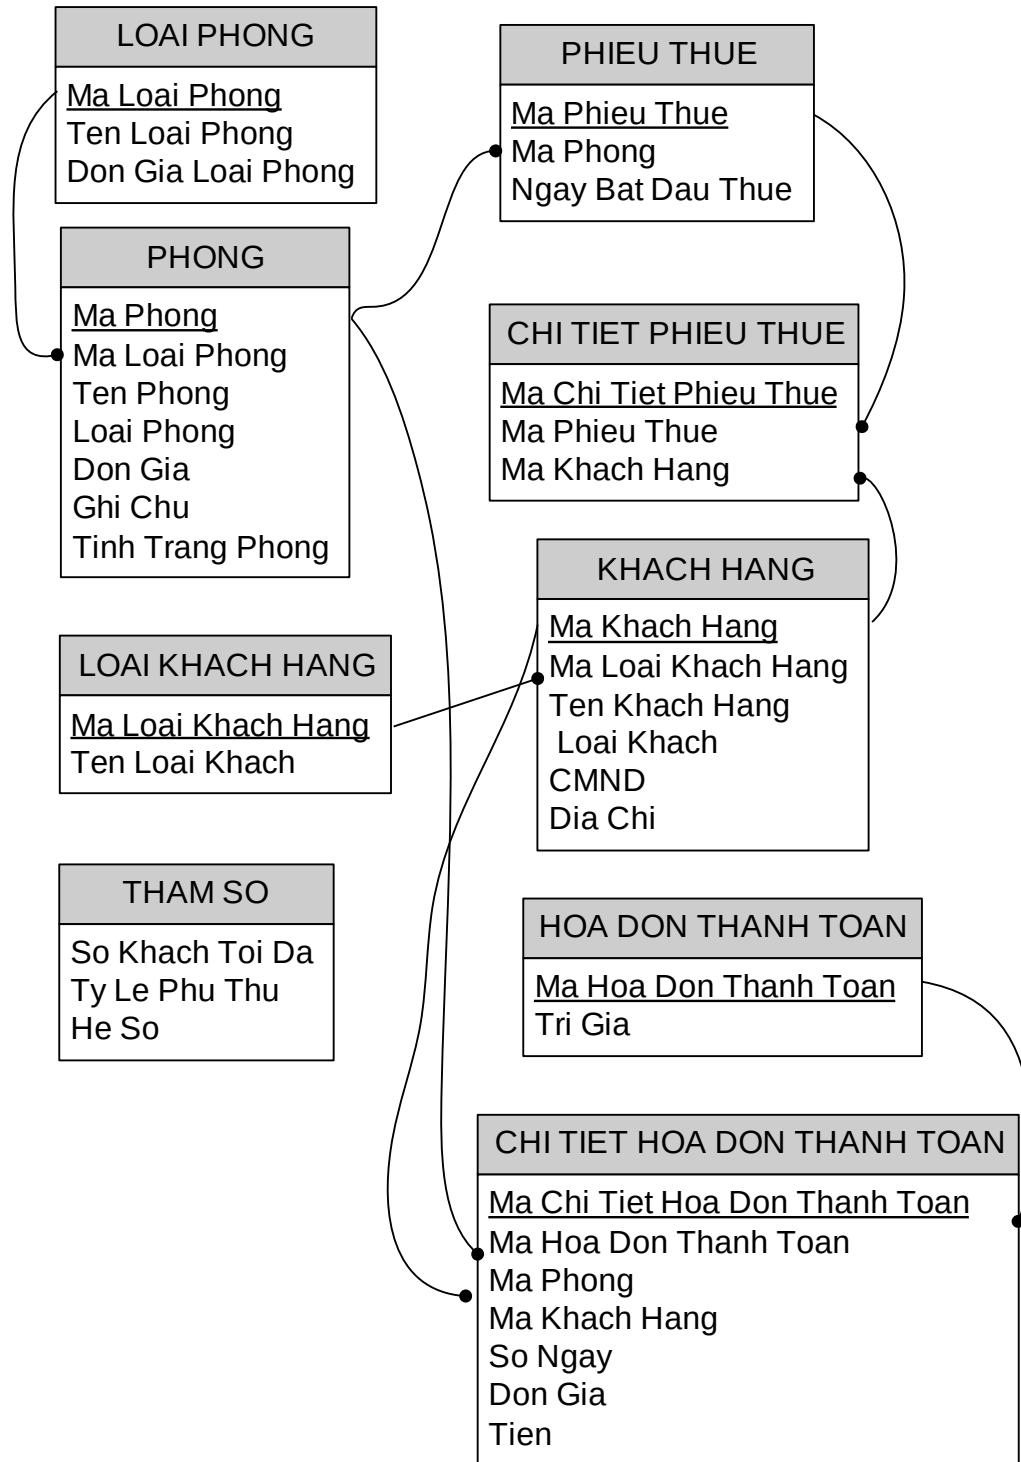 LOAI PHONG
Ma Loai Phong
Ten Loai Phong
Don Gia Loai Phong
PHONG
Ma Phong
Ma Loai Phong
Ten Phong
Loai Phong
Don Gia
Ghi Chu
Tinh Trang Phong
LOAI KHACH HANG
Ma Loai Khach Hang
Ten Loai Khach
THAM SO
So Khach Toi Da
Ty Le Phu Thu
He So
PHIEU THUE
Ma Phieu Thue
Ma Phong
Ngay Bat Dau Thue
CHI TIET PHIEU THUE
Ma Chi Tiet Phieu Thue
Ma Phieu Thue
Ma Khach Hang
KHACH HANG
Ma Khach Hang
Ma Loai Khach Hang
Ten Khach Hang
Loai Khach
CMND
Dia Chi
HOA DON THANH TOAN
Ma Hoa Don Thanh Toan
Tri Gia
CHI TIET HOA DON THANH TOAN
Ma Chi Tiet Hoa Don Thanh Toan
Ma Hoa Don Thanh Toan
Ma Phong
Ma Khach Hang
So Ngay
Don Gia
Tien